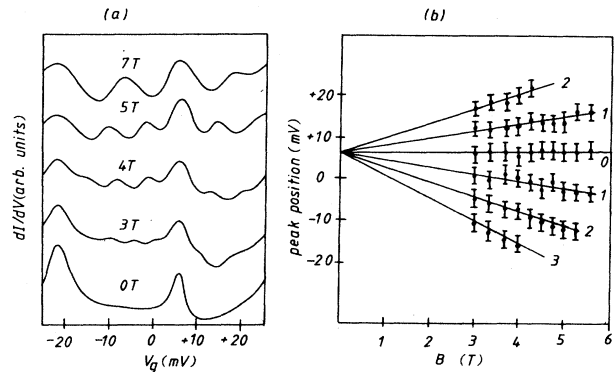 (a)
7T
5T
4T
3T
0T
dI/dV(arb. units)
-20 -10 0 +10 +20
Vg(mV)
(b)
2
1
0
1
2
3
+20
+10
0
-10
-20
peak position (mV)
1 2 3 4 5 6
B (T)